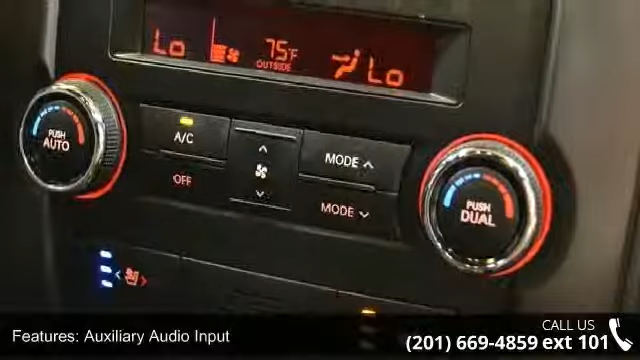 Lo 75°F Lo
OUTSIDE
PUSH
AUTO
A/C
OFF
MODE
MODE
PUSH
DUAL
Features: Auxiliary Audio Input
CALL US
(201) 669-4859 ext 101